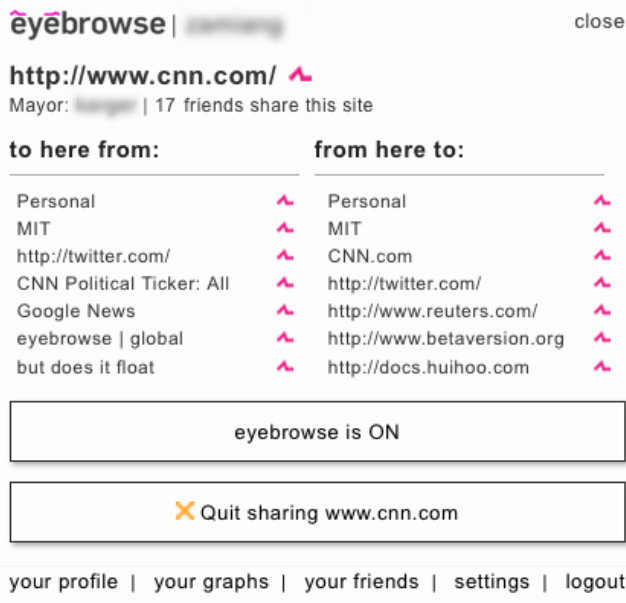 eyebrowse |
close
http://www.cnn.com/
Mayor: | 17 friends share this site
to here from:
Personal
MIT
http://twitter.com/
CNN Political Ticker: All
Google News
eyebrowse | global
but does it float
from here to:
Personal
MIT
CNN.com
http://twitter.com/
http://www.reuters.com/
http://www.betaversion.org
http://docs.huihoo.com
eyebrowse is ON
Quit sharing www.cnn.com
your profile | your graphs | your friends | settings | logout